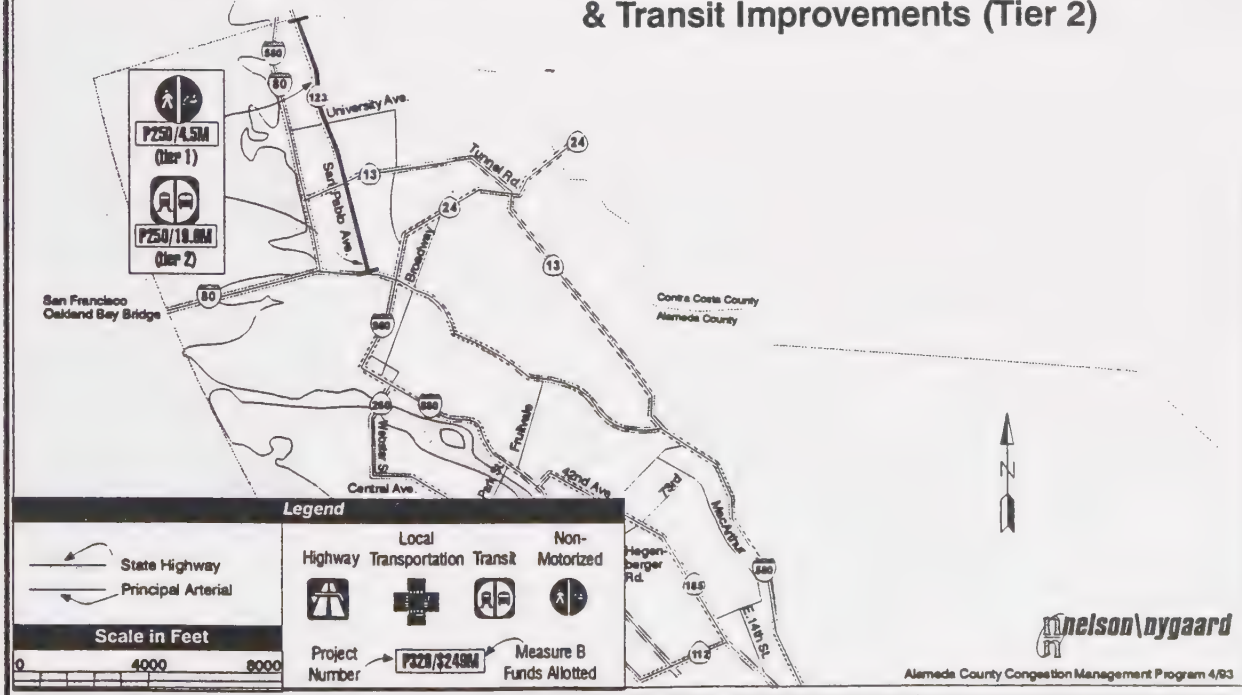 & Transit Improvements (Tier 2)
580
80
123
University Ave.
P250/4.5M
(tier 1)
San Pablo Ave.
13
Tunnel Rd.
24
24
P250/19.0M
(tier 2)
Broadway
13
80
San Francisco
Oakland Bay Bridge
Contra Costa County
Alameda County
980
260
880
Webster St
Fruitvale
N
Central Ave.
Park St.
42nd Ave
73rd
MacArthur
Legend
State Highway
Principal Arterial
Highway
Local
Transportation
Transit
Non-
Motorized
Hegen-
berger
Rd.
185
580
E. 14th St.
112
Scale in Feet
0 4000 8000
Project
Number
P320/$249M
Measure B
Funds Allotted
nelson\nygaard
Alameda County Congestion Management Program 4/93